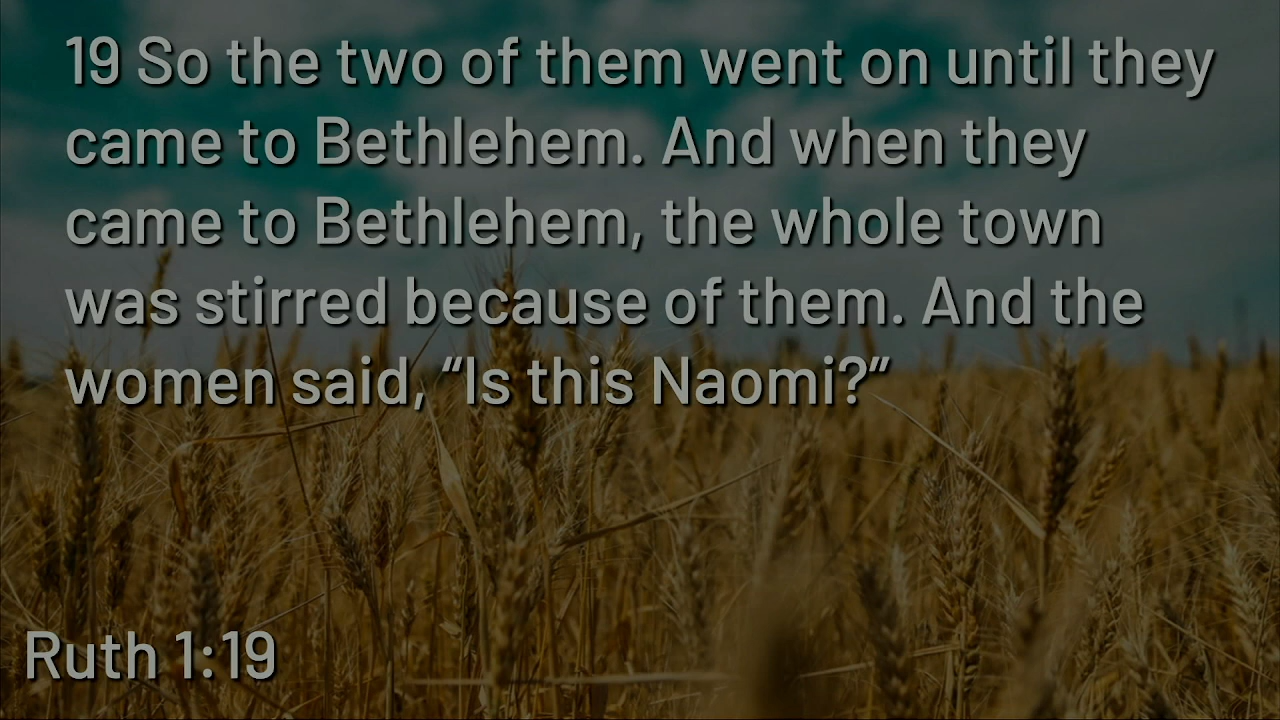 19 So the two of them went on until they
came to Bethlehem. And when they
came to Bethlehem, the whole town
was stirred because of them. And the
women said, “Is this Naomi?”
Ruth 1:19